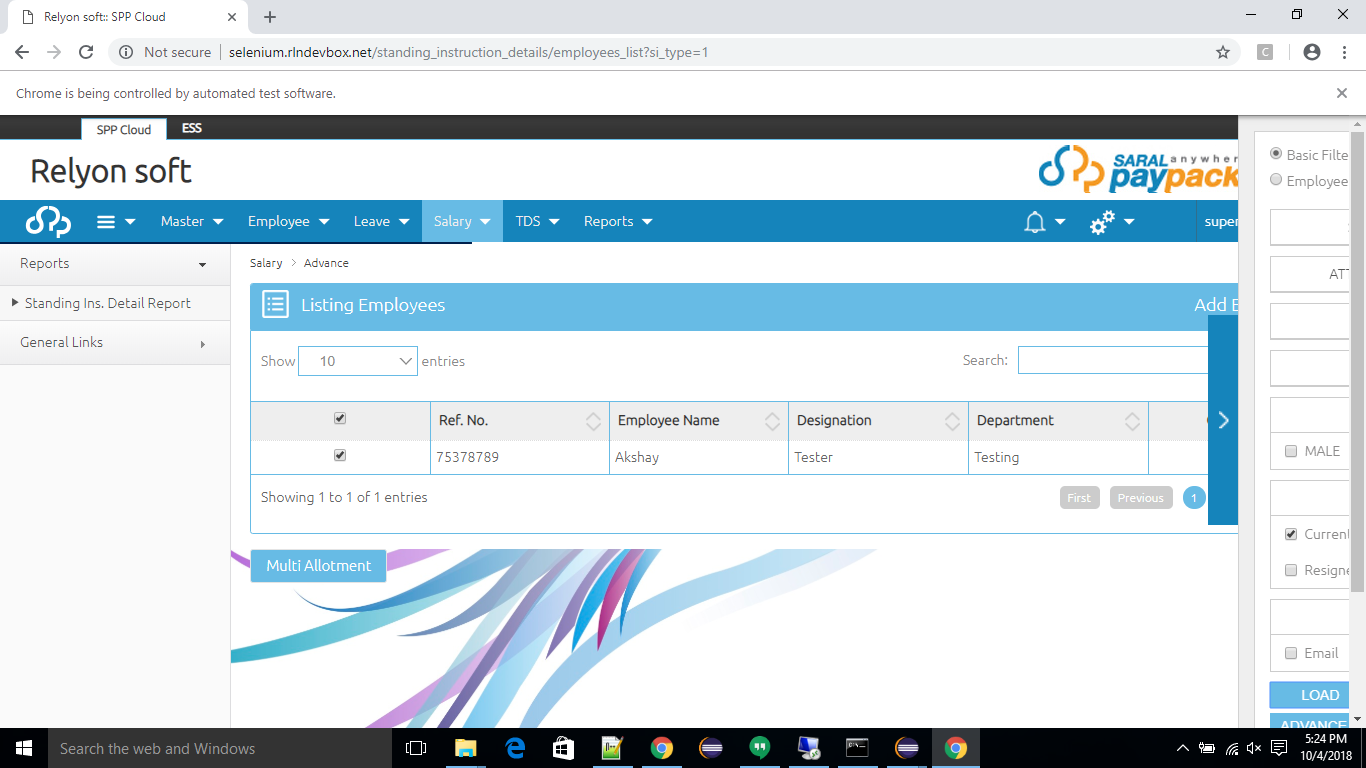 Relyon soft:: SPP Cloud
Not secure selenium.rlndevbox.net/standing_instruction_details/employees_list?si_type=1
C
Chrome is being controlled by automated test software.
SPP Cloud ESS
Relyon soft
SARAL anywher
paypack
Master Employee Leave Salary TDS Reports super
Reports
Standing Ins. Detail Report
General Links
Salary > Advance
Listing Employees Add E
Show 10 entries Search:
Ref. No. Employee Name Designation Department
75378789 Akshay Tester Testing
Showing 1 to 1 of 1 entries First Previous 1
Multi Allotment
Basic Filte
Employee
ATT
MALE
Current
Resigne
Email
LOAD
ADVANCE
Search the web and Windows
5:24 PM
10/4/2018